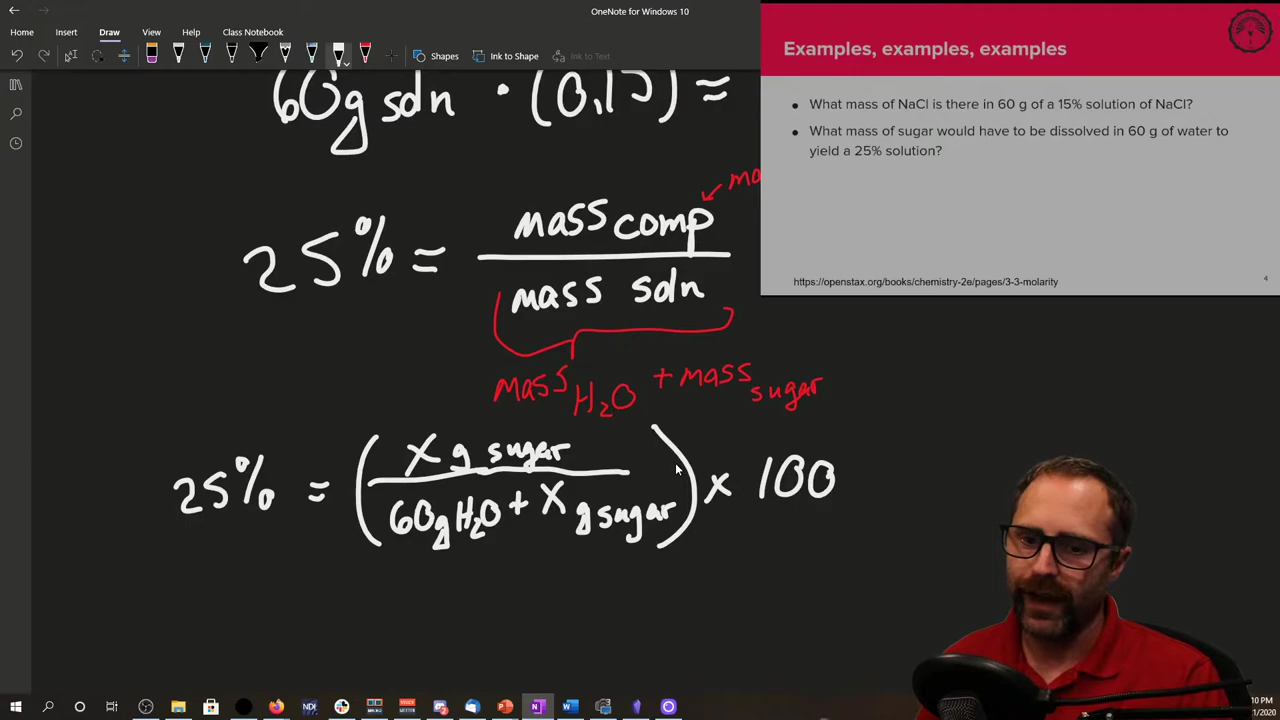 OneNote for Windows 10
Home Insert Draw View Help Class Notebook
Shapes Ink to Shape Ink to Text
Examples, examples, examples
• What mass of NaCl is there in 60 g of a 15% solution of NaCl?
• What mass of sugar would have to be dissolved in 60 g of water to
yield a 25% solution?
https://openstax.org/books/chemistry-2e/pages/3-3-molarity 4
60g soln · (0.15) =
25% = mass comp
mass soln
mass H2O + mass sugar
25% = (x g sugar
60g H2O + x g sugar) x 100